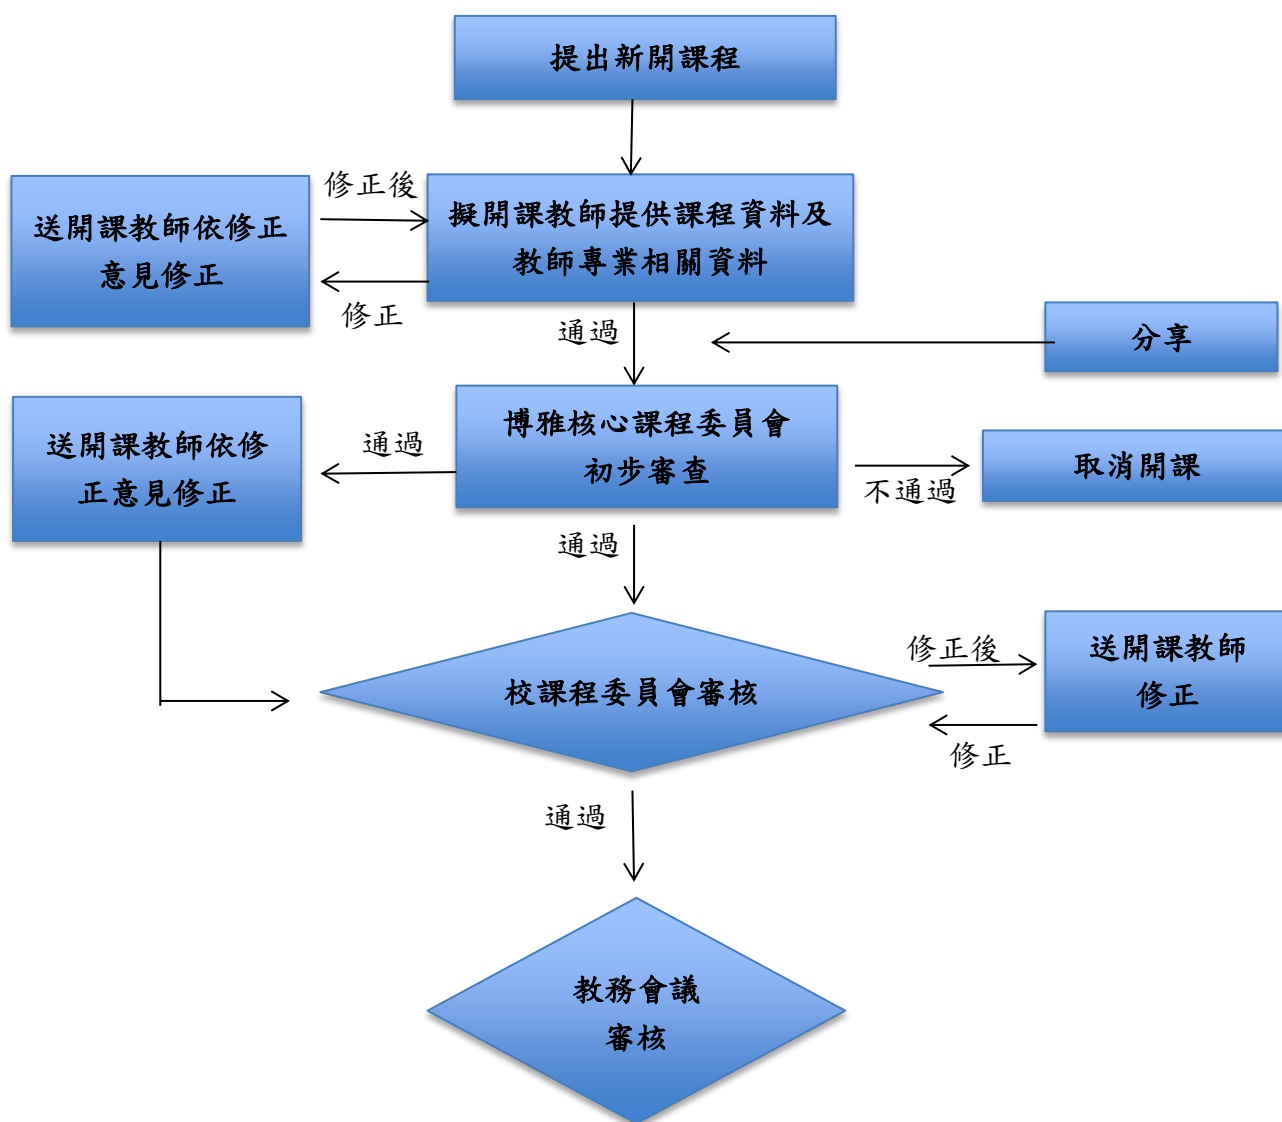 提出新開課程
修正後
送開課教師依修正
意見修正
擬開課教師提供課程資料及
教師專業相關資料
修正
通過
分享
送開課教師依修
正意見修正
通過
博雅核心課程委員會
初步審查
不通過
取消開課
通過
校課程委員會審核
修正後
修正
送開課教師
修正
通過
教務會議
審核